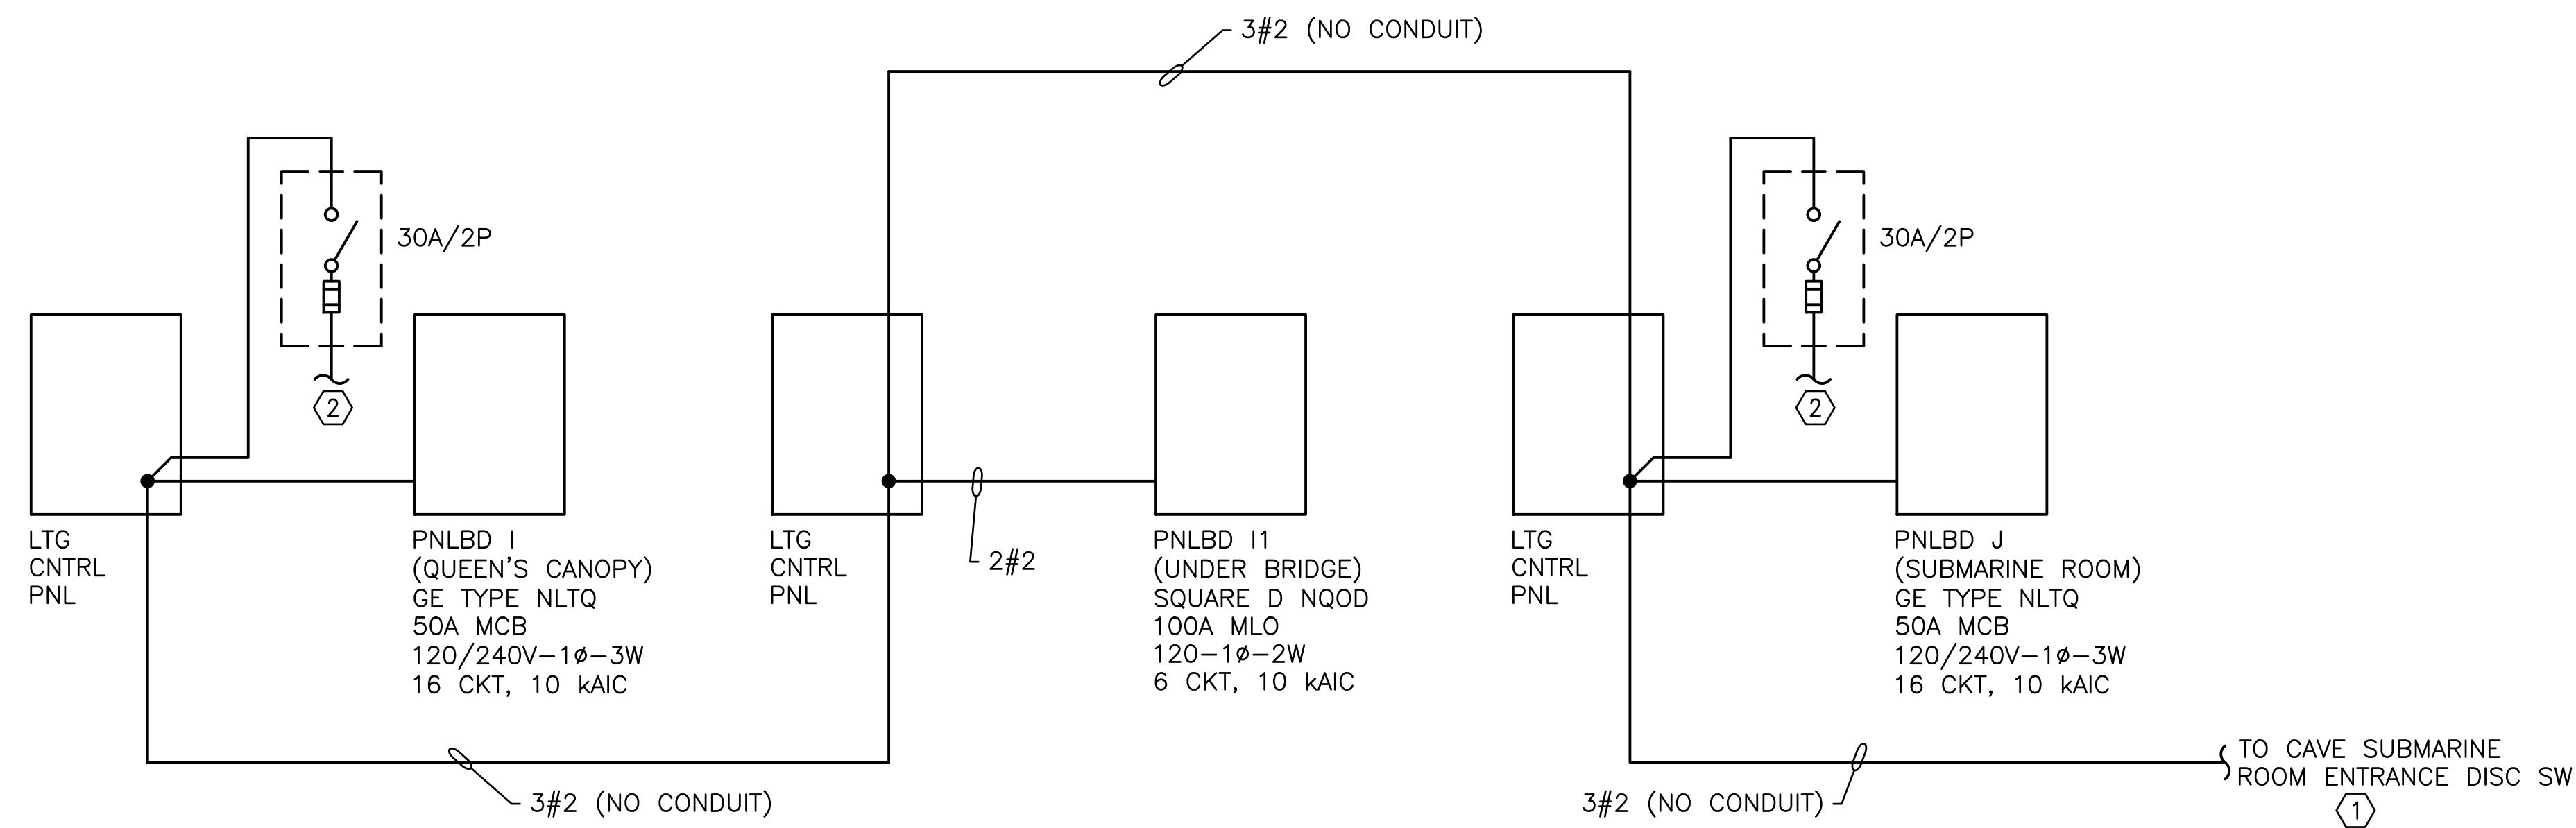 3#2 (NO CONDUIT)
30A/2P
30A/2P
2
2
LTG
CNTRL
PNL
PNLBD I
(QUEEN'S CANOPY)
GE TYPE NLTQ
50A MCB
120/240V-1ø-3W
16 CKT, 10 kAIC
LTG
CNTRL
PNL
2#2
PNLBD I1
(UNDER BRIDGE)
SQUARE D NQOD
100A MLO
120-1ø-2W
6 CKT, 10 kAIC
LTG
CNTRL
PNL
PNLBD J
(SUBMARINE ROOM)
GE TYPE NLTQ
50A MCB
120/240V-1ø-3W
16 CKT, 10 kAIC
3#2 (NO CONDUIT)
3#2 (NO CONDUIT)
TO CAVE SUBMARINE
ROOM ENTRANCE DISC SW
1